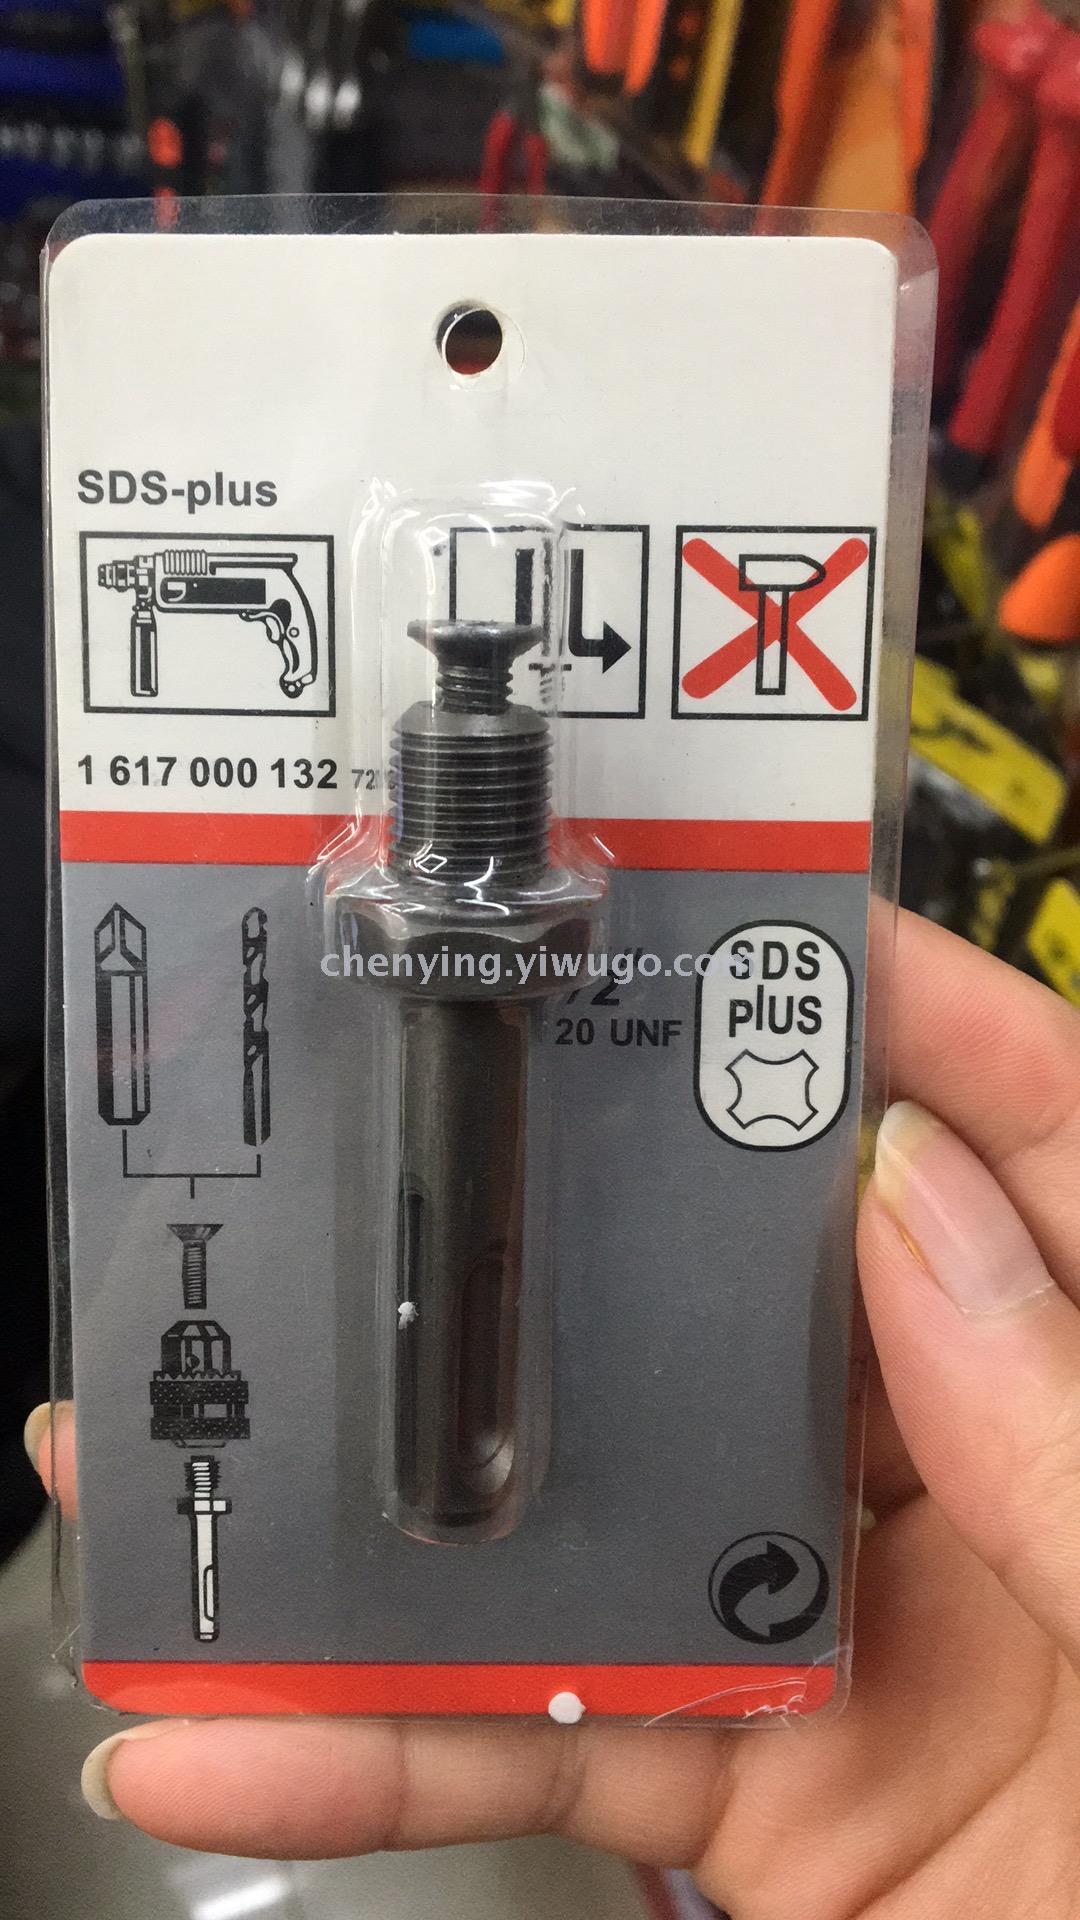 SDS-plus
1 617 000 132
chenying.yiwugo.com
20 UNF
SDS
plus